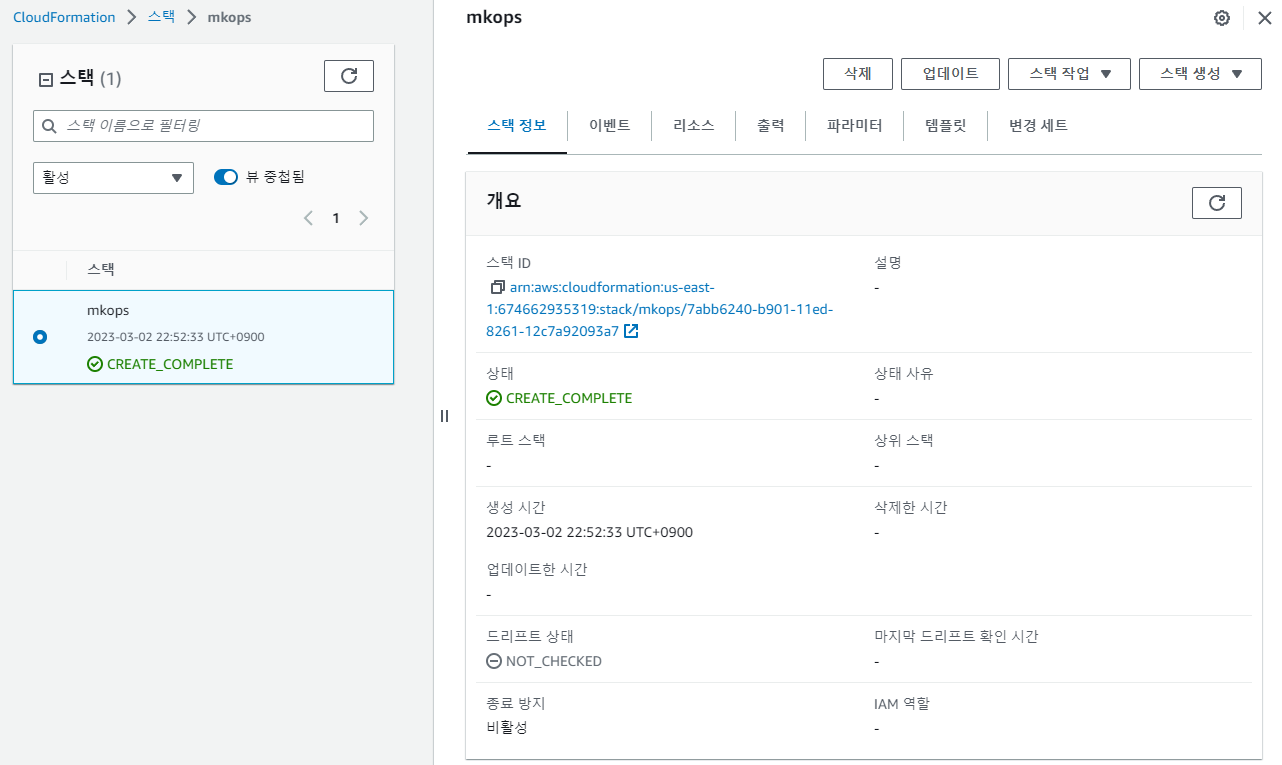 CloudFormation > 스택 > mkops
스택 (1)
스택 이름으로 필터링
활성
뷰 중첩됨
1
스택
mkops
2023-03-02 22:52:33 UTC+0900
CREATE_COMPLETE
mkops
삭제
업데이트
스택 작업
스택 생성
스택 정보
이벤트
리소스
출력
파라미터
템플릿
변경 세트
개요
스택 ID
arn:aws:cloudformation:us-east-
1:674662935319:stack/mkops/7abb6240-b901-11ed-
8261-12c7a92093a7
설명
-
상태
CREATE_COMPLETE
상태 사유
-
루트 스택
-
상위 스택
-
생성 시간
2023-03-02 22:52:33 UTC+0900
삭제한 시간
-
업데이트한 시간
-
드리프트 상태
NOT_CHECKED
마지막 드리프트 확인 시간
-
종료 방지
비활성
IAM 역할
-